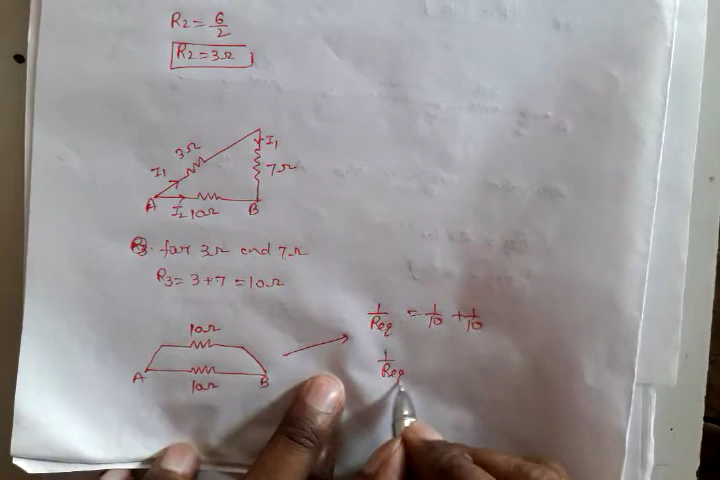 R2 = 6/2
R2 = 3Ω
3Ω
I1
I1
7Ω
A
I2
10Ω
B
R3. for 3Ω and 7Ω
R3 = 3 + 7 = 10Ω
10Ω
A
10Ω
B
1/Req = 1/10 + 1/10
1/Req